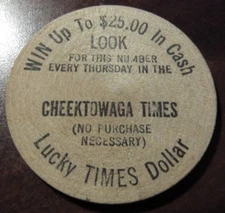 WIN Up To $25.00 In Cash
LOOK
FOR THIS NUMBER
EVERY THURSDAY IN THE
CHEEKTOWAGA TIMES
(NO PURCHASE
NECESSARY)
Lucky TIMES Dollar